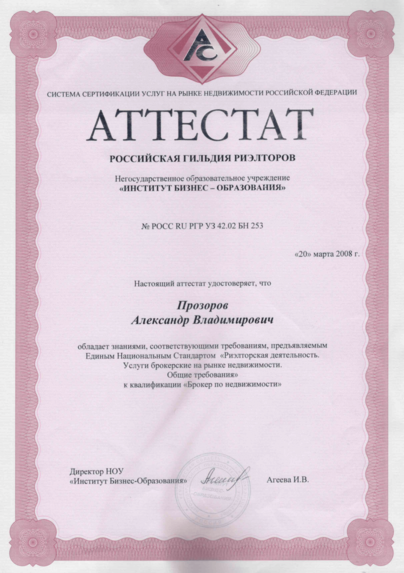 АС
СИСТЕМА СЕРТИФИКАЦИИ УСЛУГ НА РЫНКЕ НЕДВИЖИМОСТИ РОССИЙСКОЙ ФЕДЕРАЦИИ
АТТЕСТАТ
РОССИЙСКАЯ ГИЛЬДИЯ РИЭЛТОРОВ
Негосударственное образовательное учреждение
«ИНСТИТУТ БИЗНЕС – ОБРАЗОВАНИЯ»
№ РОСС RU РГР УЗ 42.02 БН 253
«20» марта 2008 г.
Настоящий аттестат удостоверяет, что
Прозоров
Александр Владимирович
обладает знаниями, соответствующими требованиям, предъявляемым
Единым Национальным Стандартом «Риэлторская деятельность.
Услуги брокерские на рынке недвижимости.
Общие требования»
к квалификации «Брокер по недвижимости»
Директор НОУ
«Институт Бизнес-Образования»
Агеева И.В.